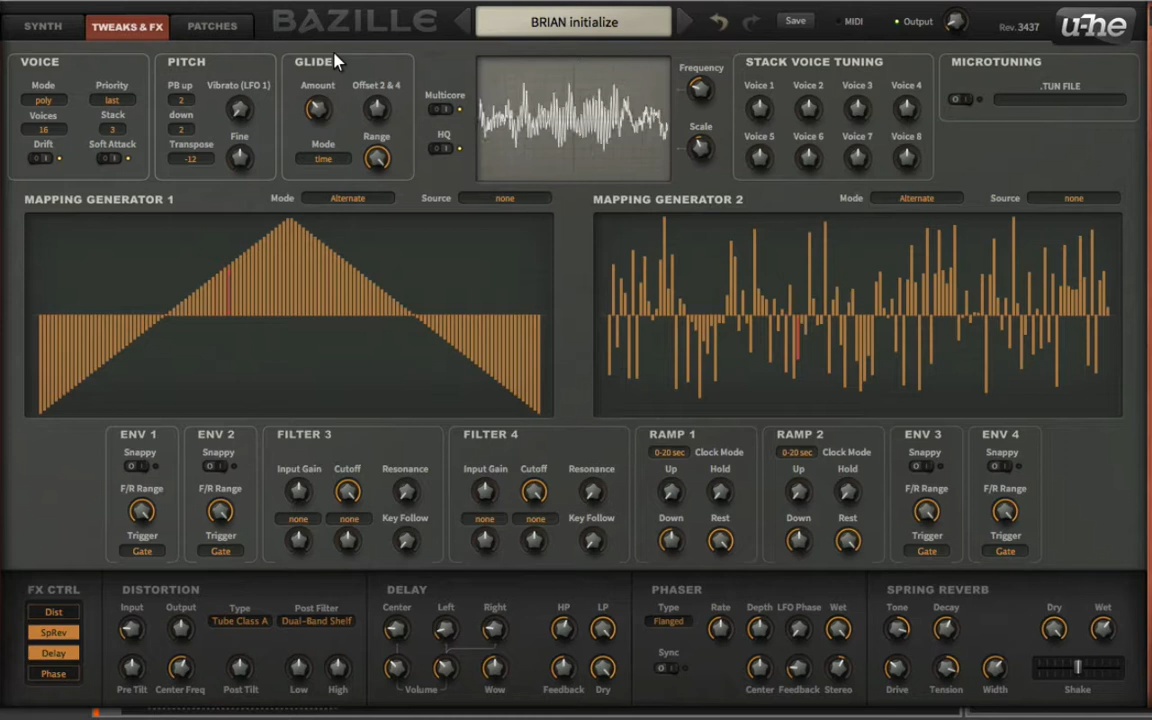 SYNTH
TWEAKS & FX
PATCHES
BAZILLE
BRIAN initialize
Save
MIDI
Output
Rev. 3437
u-he
VOICE
Mode
Priority
poly
last
Voices
Stack
16
3
Drift
Soft Attack
PITCH
PB up
Vibrato (LFO 1)
2
down
Fine
2
Transpose
-12
GLIDE
Amount
Offset 2 & 4
Mode
Range
time
Multicore
HQ
Frequency
Scale
STACK VOICE TUNING
Voice 1
Voice 2
Voice 3
Voice 4
Voice 5
Voice 6
Voice 7
Voice 8
MICROTUNING
.TUN FILE
MAPPING GENERATOR 1
Mode
Alternate
Source
none
MAPPING GENERATOR 2
Mode
Alternate
Source
none
ENV 1
Snappy
F/R Range
Trigger
Gate
ENV 2
Snappy
F/R Range
Trigger
Gate
FILTER 3
Input Gain
Cutoff
Resonance
none
none
Key Follow
FILTER 4
Input Gain
Cutoff
Resonance
none
none
Key Follow
RAMP 1
0-20 sec
Clock Mode
Up
Hold
Down
Rest
RAMP 2
0-20 sec
Clock Mode
Up
Hold
Down
Rest
ENV 3
Snappy
F/R Range
Trigger
Gate
ENV 4
Snappy
F/R Range
Trigger
Gate
FX CTRL
Dist
SpRev
Delay
Phase
DISTORTION
Input
Output
Type
Post Filter
Tube Class A
Dual-Band Shelf
Pre Tilt
Center Freq
Post Tilt
Low
High
DELAY
Center
Left
Right
HP
LP
Volume
Wow
Feedback
Dry
PHASER
Type
Rate
Depth
LFO Phase
Wet
Flanged
Sync
Center
Feedback
Stereo
SPRING REVERB
Tone
Decay
Dry
Wet
Drive
Tension
Width
Shake